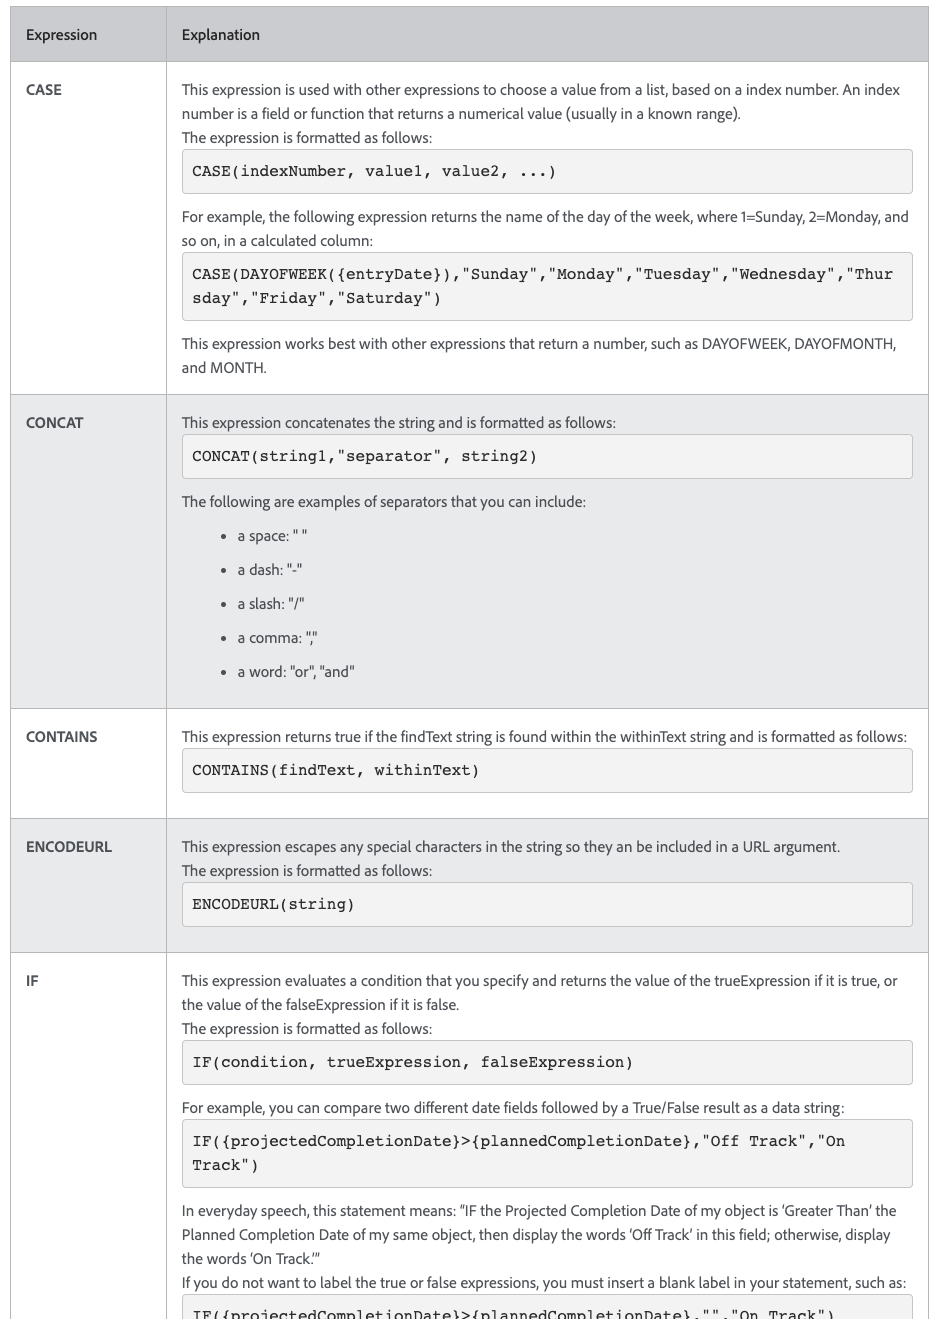 Expression Explanation
CASE This expression is used with other expressions to choose a value from a list, based on a index number. An index
number is a field or function that returns a numerical value (usually in a known range).
The expression is formatted as follows:
CASE(indexNumber, value1, value2, ...)
For example, the following expression returns the name of the day of the week, where 1=Sunday, 2=Monday, and
so on, in a calculated column:
CASE(DAYOFWEEK({entryDate}),"Sunday","Monday","Tuesday","Wednesday","Thur
sday","Friday","Saturday")
This expression works best with other expressions that return a number, such as DAYOFWEEK, DAYOFMONTH,
and MONTH.
CONCAT This expression concatenates the string and is formatted as follows:
CONCAT(string1,"separator", string2)
The following are examples of separators that you can include:
• a space: " "
• a dash: "-"
• a slash: "/"
• a comma: ","
• a word: "or", "and"
CONTAINS This expression returns true if the findText string is found within the withinText string and is formatted as follows:
CONTAINS(findText, withinText)
ENCODEURL This expression escapes any special characters in the string so they an be included in a URL argument.
The expression is formatted as follows:
ENCODEURL(string)
IF This expression evaluates a condition that you specify and returns the value of the trueExpression if it is true, or
the value of the falseExpression if it is false.
The expression is formatted as follows:
IF(condition, trueExpression, falseExpression)
For example, you can compare two different date fields followed by a True/False result as a data string:
IF({projectedCompletionDate}>{plannedCompletionDate},"Off Track","On
Track")
In everyday speech, this statement means: “IF the Projected Completion Date of my object is ‘Greater Than’ the
Planned Completion Date of my same object, then display the words ‘Off Track’ in this field; otherwise, display
the words ‘On Track.’”
If you do not want to label the true or false expressions, you must insert a blank label in your statement, such as:
IF({projectedCompletionDate}>{plannedCompletionDate},"","On Track")